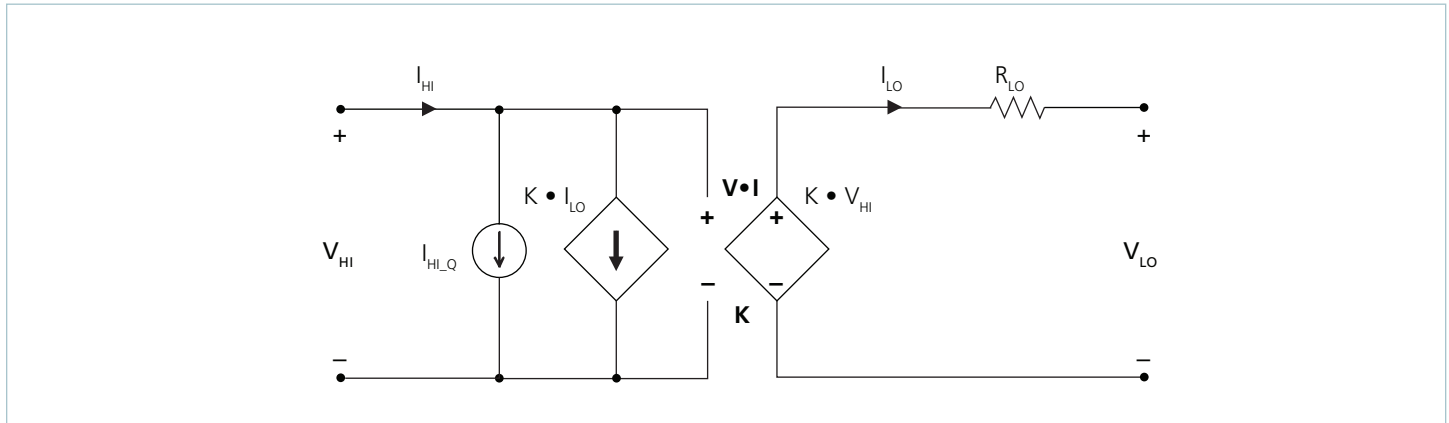 I_HI
I_LO
R_LO
+
+
K • I_LO
V•I
K • V_HI
+
+
V_HI
I_HI_Q
V_LO
–
–
K
–
–